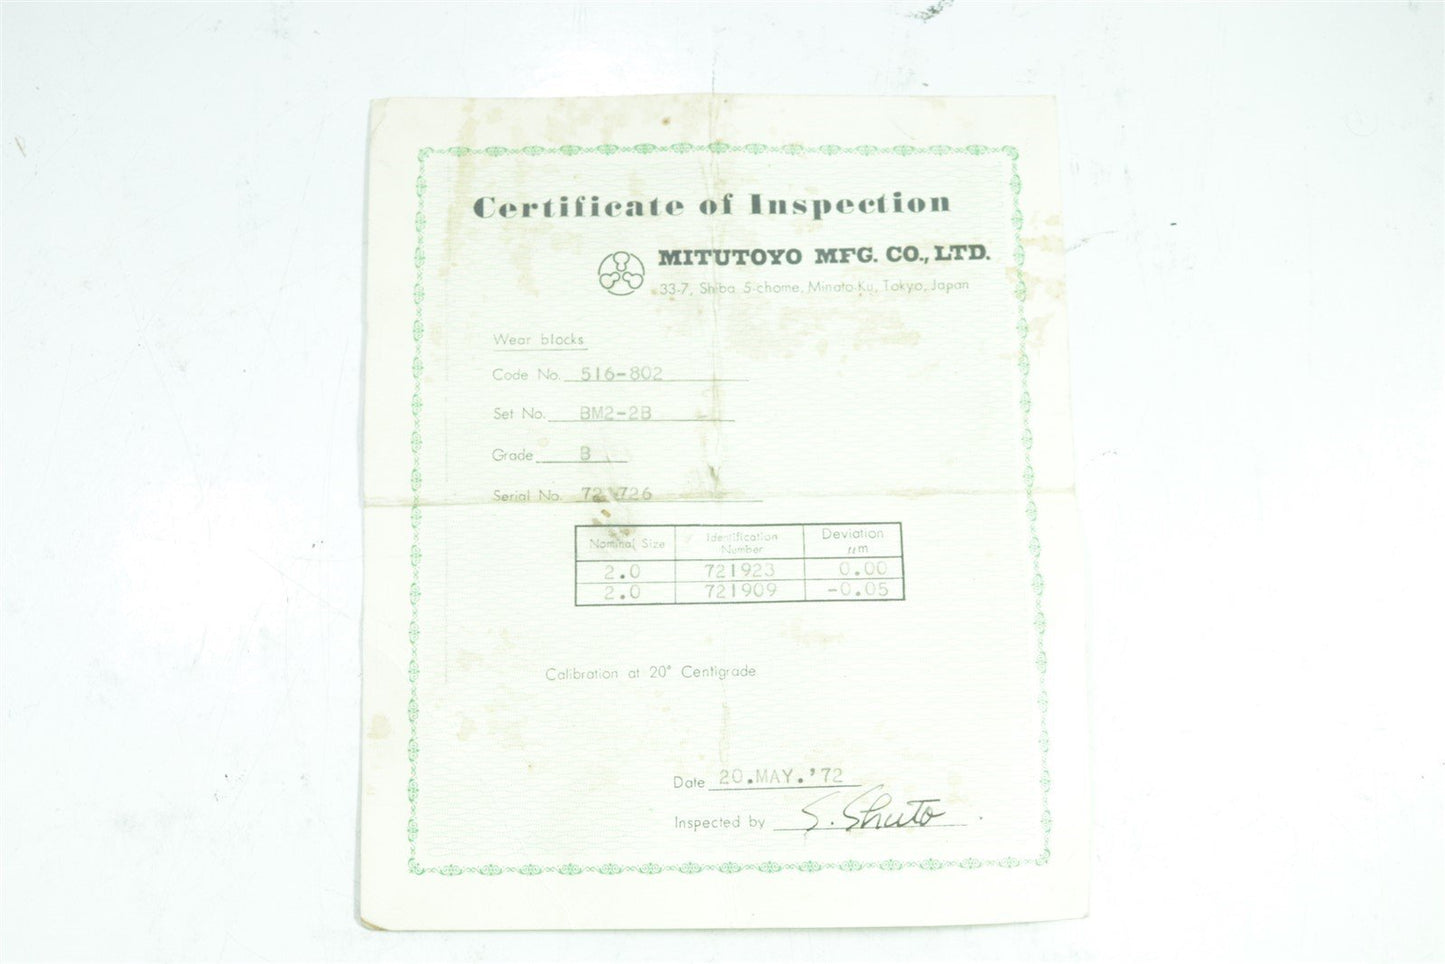 Certificate of Inspection
MITUTOYO MFG. CO., LTD.
33-7, Shiba 5-chome, Minato-Ku, Tokyo, Japan
Wear blocks
Code No. 516-802
Set No. BM2-2B
Grade B
Serial No. 721726
Nominal Size Identification Number Deviation μm
2.0 721923 0.00
2.0 721909 -0.05
Calibration at 20° Centigrade
Date 20.MAY.'72
Inspected by S. Shuto